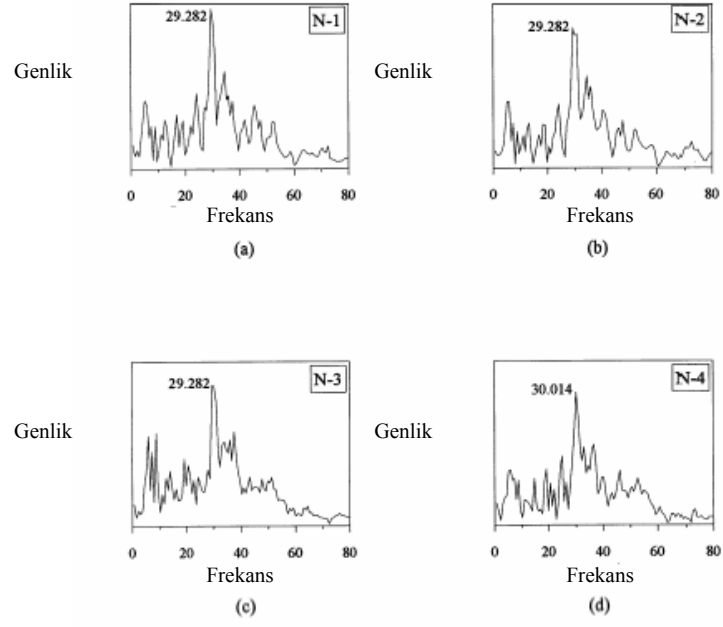 29.282
N-1
Genlik
0 20 40 60 80
Frekans
(a)
29.282
N-2
Genlik
0 20 40 60 80
Frekans
(b)
29.282
N-3
Genlik
0 20 40 60 80
Frekans
(c)
30.014
N-4
Genlik
0 20 40 60 80
Frekans
(d)